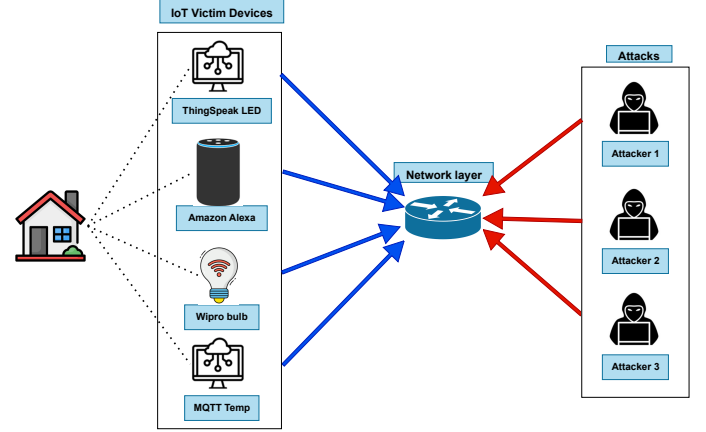 IoT Victim Devices
ThingSpeak LED
Amazon Alexa
Wipro bulb
MQTT Temp
Network layer
Attacks
Attacker 1
Attacker 2
Attacker 3